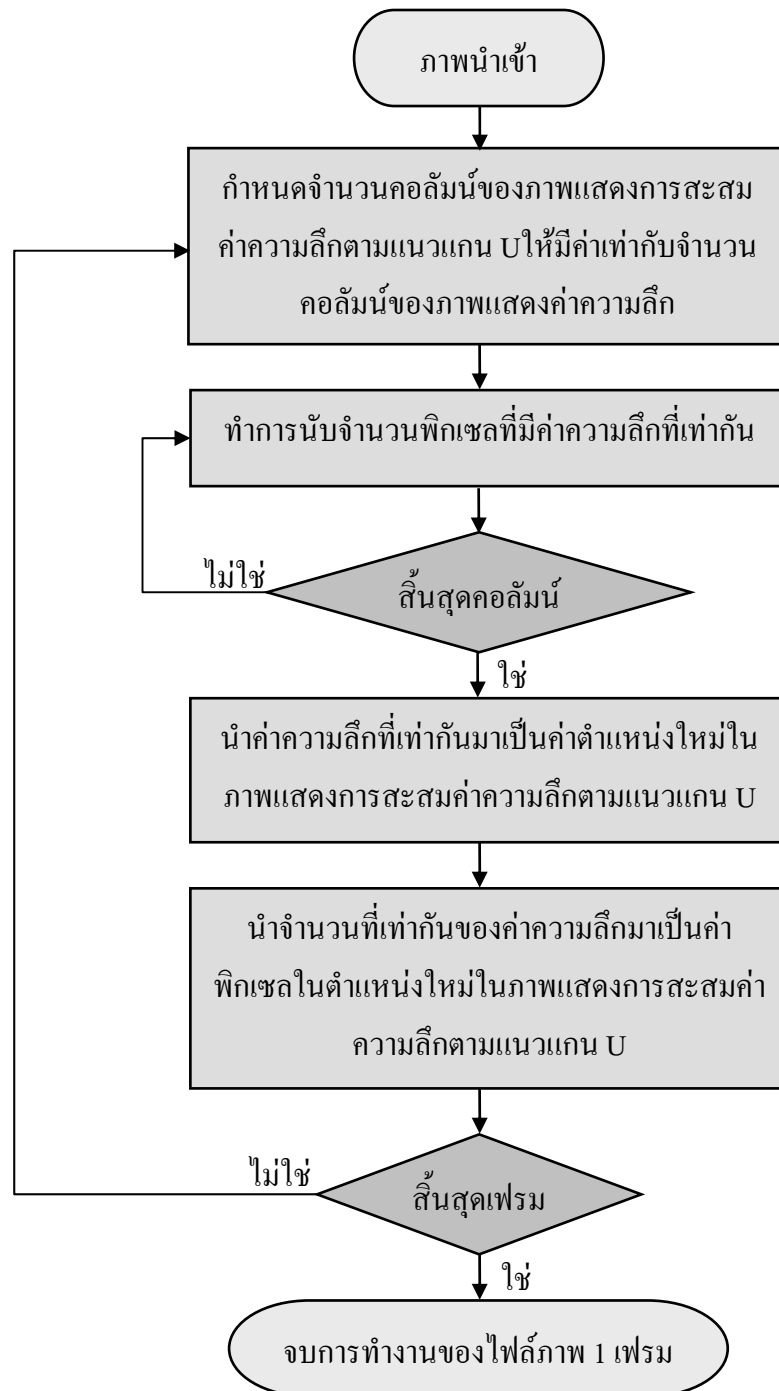 ภาพนำเข้า
กำหนดจำนวนคอลัมน์ของภาพแสดงการสะสม
ค่าความลึกตามแนวแกน Uให้มีค่าเท่ากับจำนวน
คอลัมน์ของภาพแสดงค่าความลึก
ทำการนับจำนวนพิกเซลที่มีค่าความลึกที่เท่ากัน
ไม่ใช่
สิ้นสุดคอลัมน์
ใช่
นำค่าความลึกที่เท่ากันมาเป็นค่าตำแหน่งใหม่ใน
ภาพแสดงการสะสมค่าความลึกตามแนวแกน U
นำจำนวนที่เท่ากันของค่าความลึกมาเป็นค่า
พิกเซลในตำแหน่งใหม่ในภาพแสดงการสะสมค่า
ความลึกตามแนวแกน U
ไม่ใช่
สิ้นสุดเฟรม
ใช่
จบการทำงานของไฟล์ภาพ 1 เฟรม